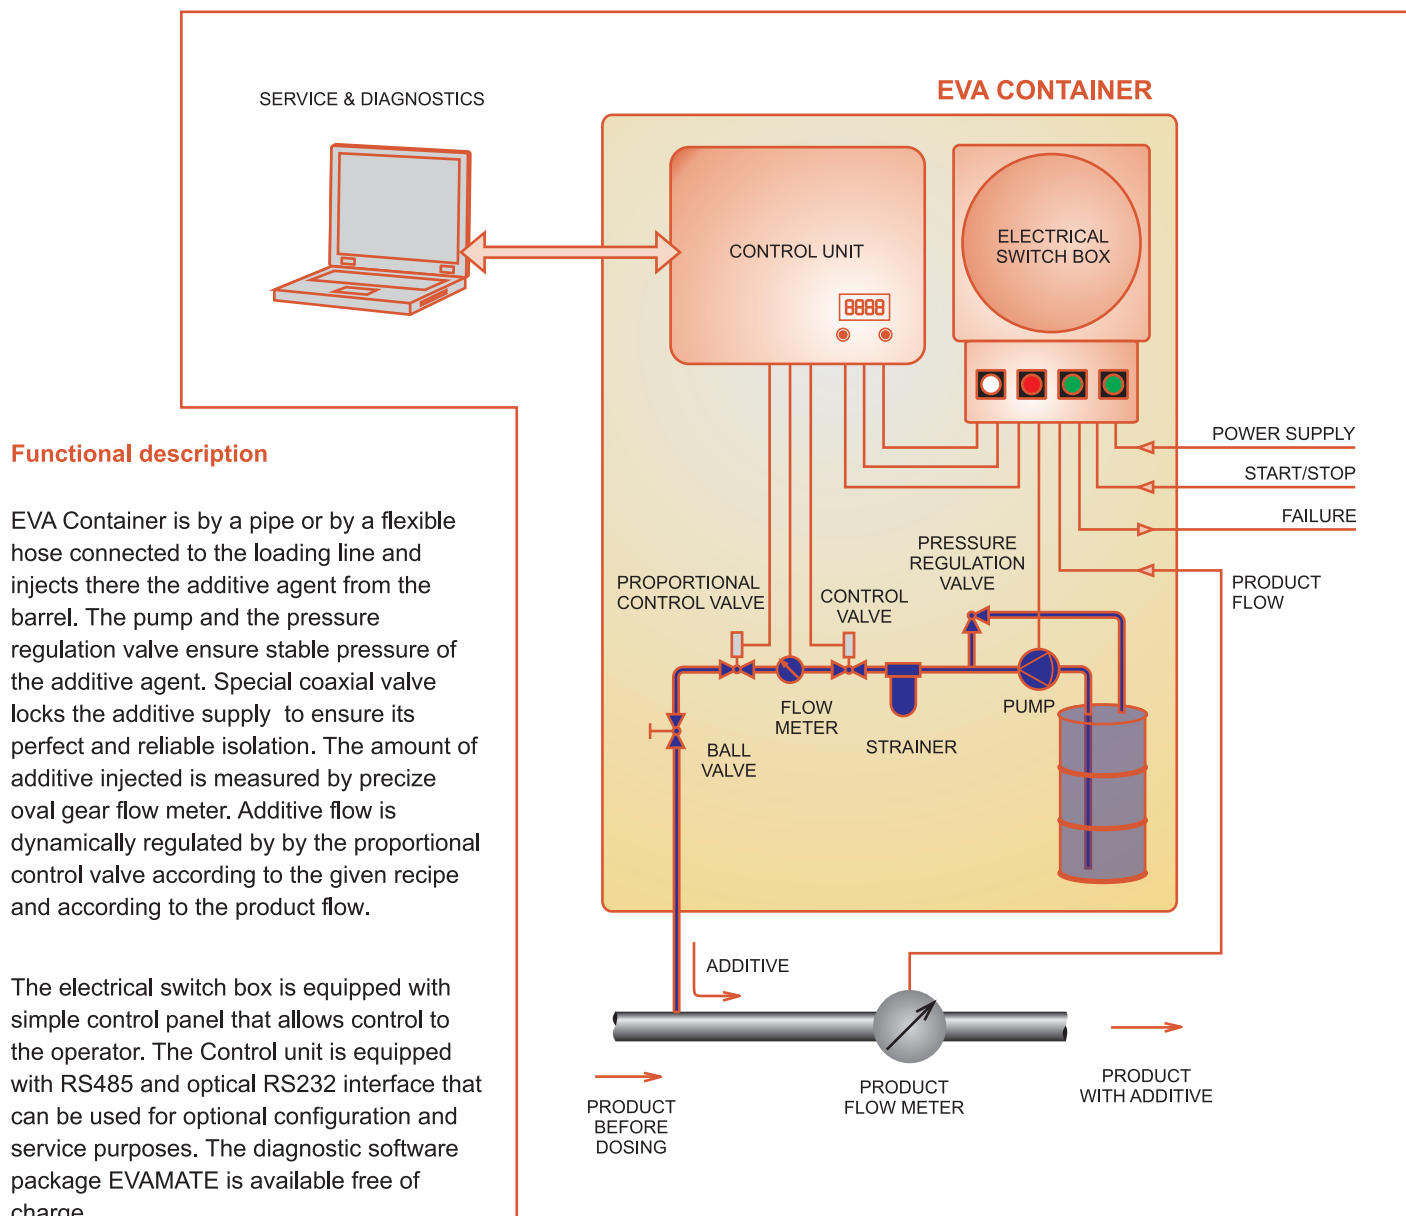 SERVICE & DIAGNOSTICS
EVA CONTAINER
CONTROL UNIT
8888
ELECTRICAL
SWITCH BOX
POWER SUPPLY
START/STOP
FAILURE
PRODUCT
FLOW
PRESSURE
REGULATION
VALVE
PROPORTIONAL
CONTROL VALVE
CONTROL
VALVE
FLOW
METER
PUMP
STRAINER
BALL
VALVE
ADDITIVE
PRODUCT
BEFORE
DOSING
PRODUCT
FLOW METER
PRODUCT
WITH ADDITIVE
Functional description
EVA Container is by a pipe or by a flexible
hose connected to the loading line and
injects there the additive agent from the
barrel. The pump and the pressure
regulation valve ensure stable pressure of
the additive agent. Special coaxial valve
locks the additive supply  to ensure its
perfect and reliable isolation. The amount of
additive injected is measured by precize
oval gear flow meter. Additive flow is
dynamically regulated by by the proportional
control valve according to the given recipe
and according to the product flow.
The electrical switch box is equipped with
simple control panel that allows control to
the operator. The Control unit is equipped
with RS485 and optical RS232 interface that
can be used for optional configuration and
service purposes. The diagnostic software
package EVAMATE is available free of
charge